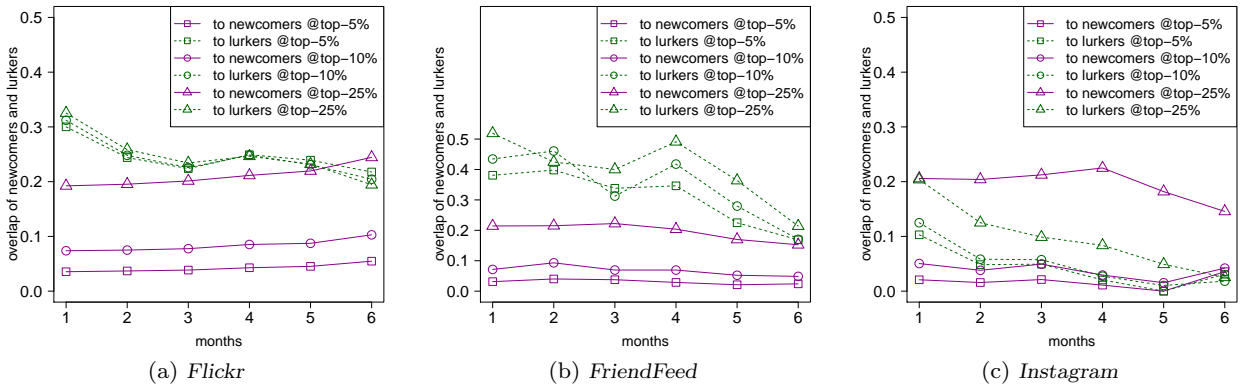 0.5
0.4
0.3
0.2
0.1
0.0
overlap of newcomers and lurkers
to newcomers @top−5%
to lurkers @top−5%
to newcomers @top−10%
to lurkers @top−10%
to newcomers @top−25%
to lurkers @top−25%
1 2 3 4 5 6
months
(a) Flickr
0.5
0.4
0.3
0.2
0.1
0.0
overlap of newcomers and lurkers
to newcomers @top−5%
to lurkers @top−5%
to newcomers @top−10%
to lurkers @top−10%
to newcomers @top−25%
to lurkers @top−25%
1 2 3 4 5 6
months
(b) FriendFeed
0.5
0.4
0.3
0.2
0.1
0.0
overlap of newcomers and lurkers
to newcomers @top−5%
to lurkers @top−5%
to newcomers @top−10%
to lurkers @top−10%
to newcomers @top−25%
to lurkers @top−25%
1 2 3 4 5 6
months
(c) Instagram